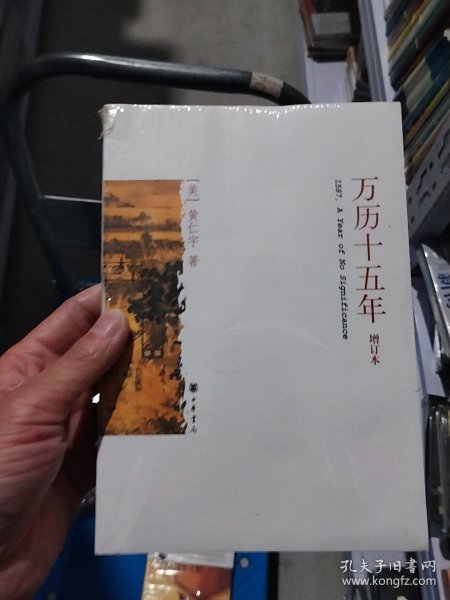 万历十五年 增订本
1587, A Year of No Significance
[美] 黄仁宇 著
中华书局
孔夫子旧书网
www.kongfz.com